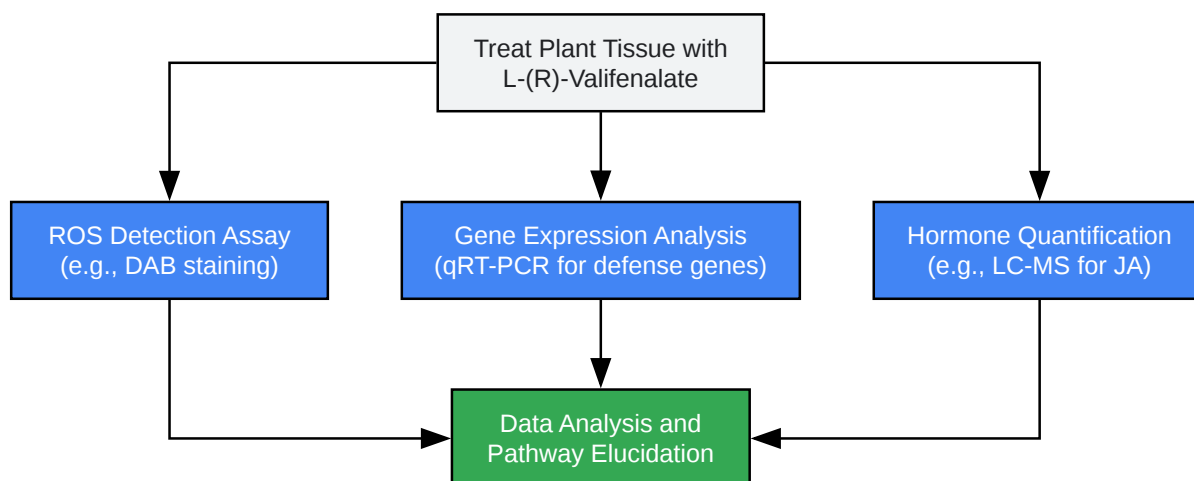 Treat Plant Tissue with
L-(R)-Valifenalate
ROS Detection Assay
(e.g., DAB staining)
Gene Expression Analysis
(qRT-PCR for defense genes)
Hormone Quantification
(e.g., LC-MS for JA)
Data Analysis and
Pathway Elucidation